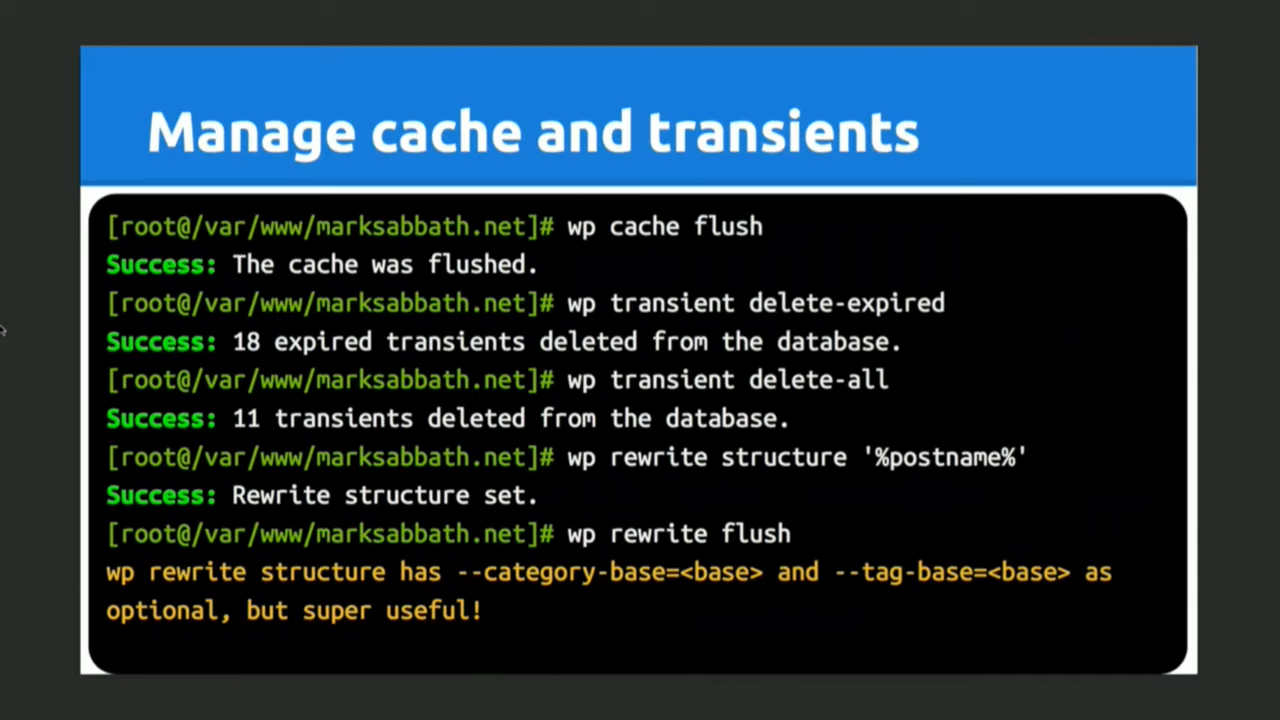 Manage cache and transients
[root@/var/www/marksabbath.net]# wp cache flush
Success: The cache was flushed.
[root@/var/www/marksabbath.net]# wp transient delete-expired
Success: 18 expired transients deleted from the database.
[root@/var/www/marksabbath.net]# wp transient delete-all
Success: 11 transients deleted from the database.
[root@/var/www/marksabbath.net]# wp rewrite structure '%postname%'
Success: Rewrite structure set.
[root@/var/www/marksabbath.net]# wp rewrite flush
wp rewrite structure has --category-base=<base> and --tag-base=<base> as
optional, but super useful!